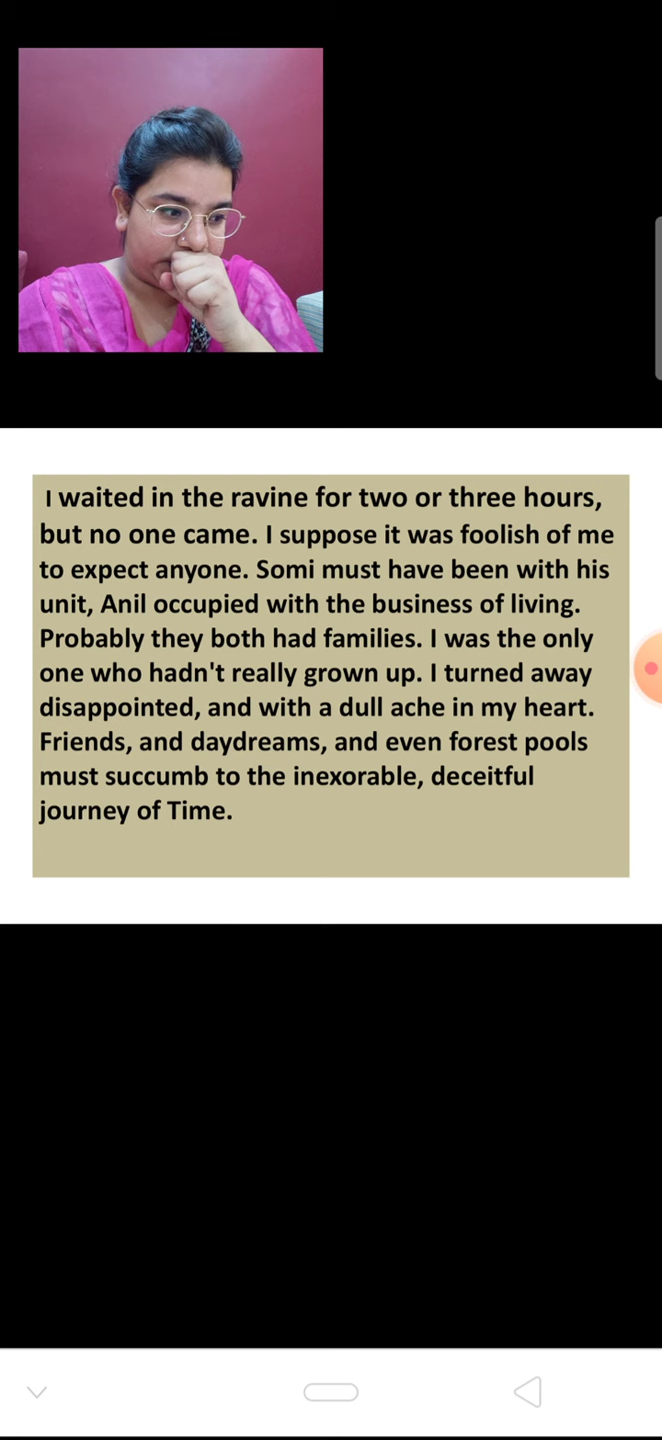 I waited in the ravine for two or three hours,
but no one came. I suppose it was foolish of me
to expect anyone. Somi must have been with his
unit, Anil occupied with the business of living.
Probably they both had families. I was the only
one who hadn't really grown up. I turned away
disappointed, and with a dull ache in my heart.
Friends, and daydreams, and even forest pools
must succumb to the inexorable, deceitful
journey of Time.